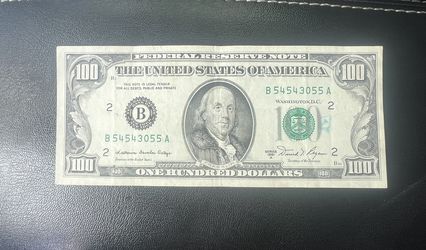 FEDERAL RESERVE NOTE
100 THE UNITED STATES OF AMERICA 100
THIS NOTE IS LEGAL TENDER
FOR ALL DEBTS, PUBLIC AND PRIVATE
B 54543055 A
2 WASHINGTON, D.C. 2
B
B 54543055 A
2 2
SERIES
100 ONE HUNDRED DOLLARS 100